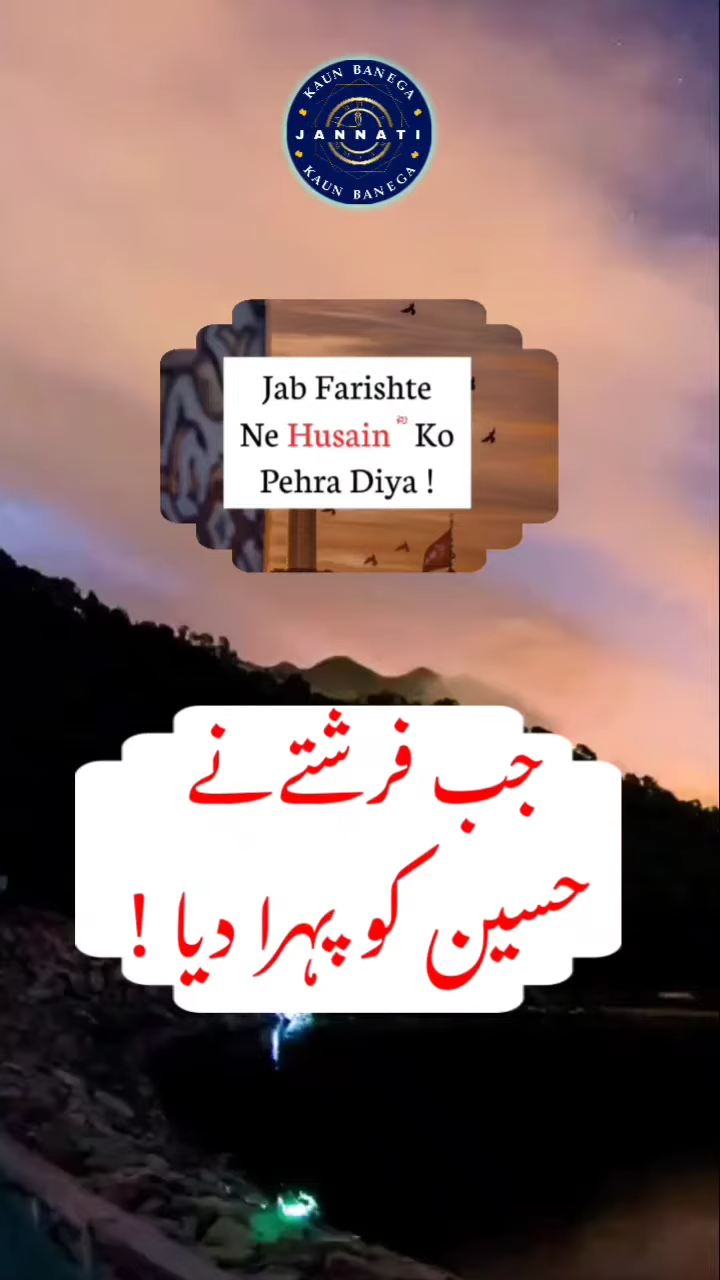 KAUN BANEGA
JANNATI
KAUN BANEGA
Jab Farishte
Ne Husain Ko
Pehra Diya !
جب فرشتے نے
حسین کو پہرا دیا !